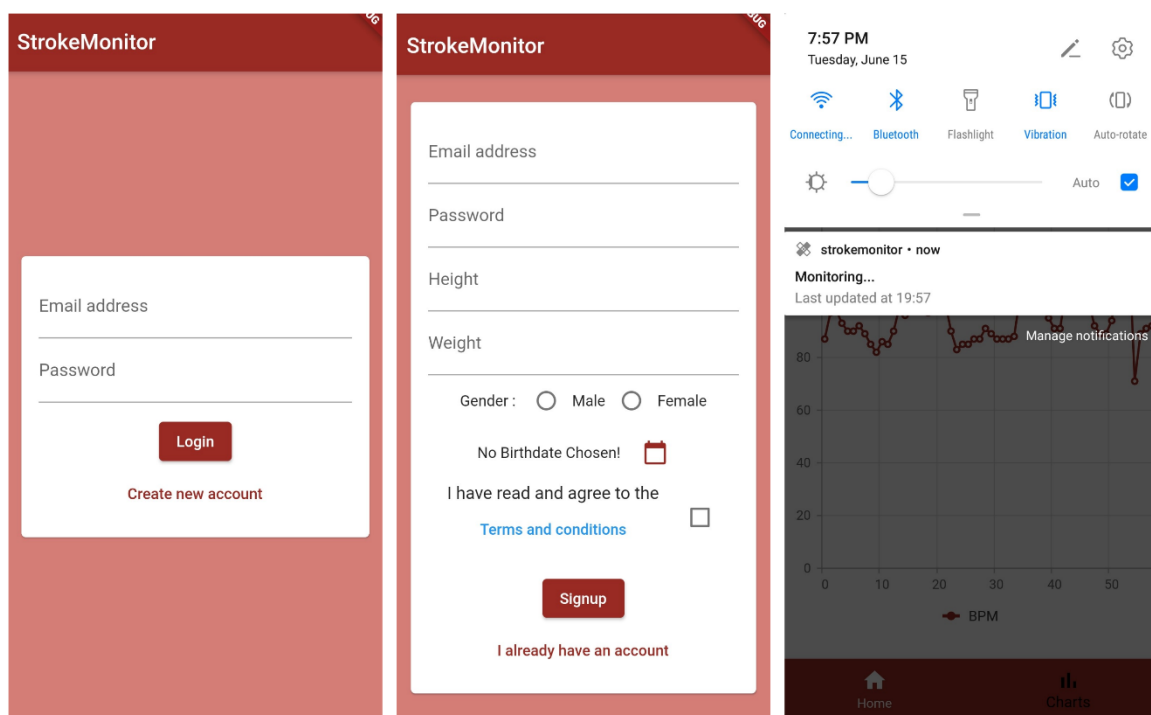 StrokeMonitor
Email address
Password
Login
Create new account
StrokeMonitor
Email address
Password
Height
Weight
Gender : Male Female
No Birthdate Chosen!
I have read and agree to the
Terms and conditions
Signup
I already have an account
7:57 PM
Tuesday, June 15
Connecting... Bluetooth Flashlight Vibration Auto-rotate
Auto
strokemonitor • now
Monitoring...
Last updated at 19:57
Manage notifications
80
60
40
20
0
0 10 20 30 40 50
BPM
Home Charts